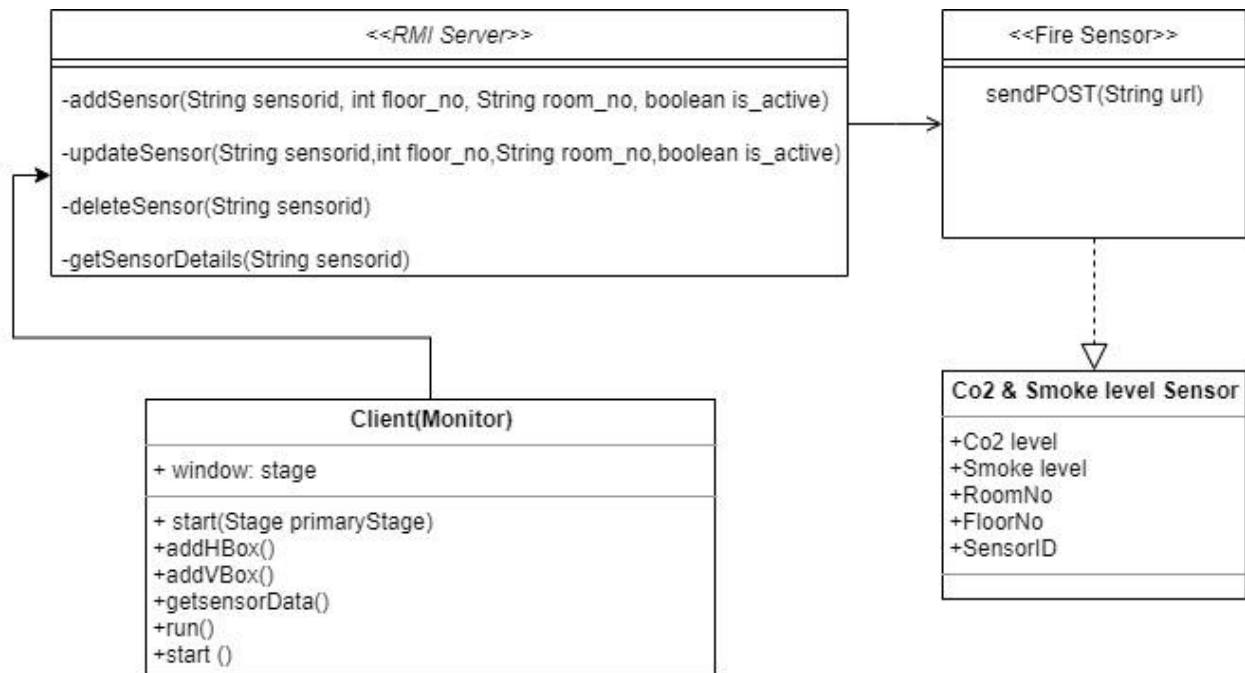 <<RMI Server>>
-addSensor(String sensorid, int floor_no, String room_no, boolean is_active)
-updateSensor(String sensorid,int floor_no,String room_no,boolean is_active)
-deleteSensor(String sensorid)
-getSensorDetails(String sensorid)
<<Fire Sensor>>
sendPOST(String url)
Client(Monitor)
+ window: stage
+ start(Stage primaryStage)
+addHBox()
+addVBox()
+getsensorData()
+run()
+start ()
Co2 & Smoke level Sensor
+Co2 level
+Smoke level
+RoomNo
+FloorNo
+SensorID